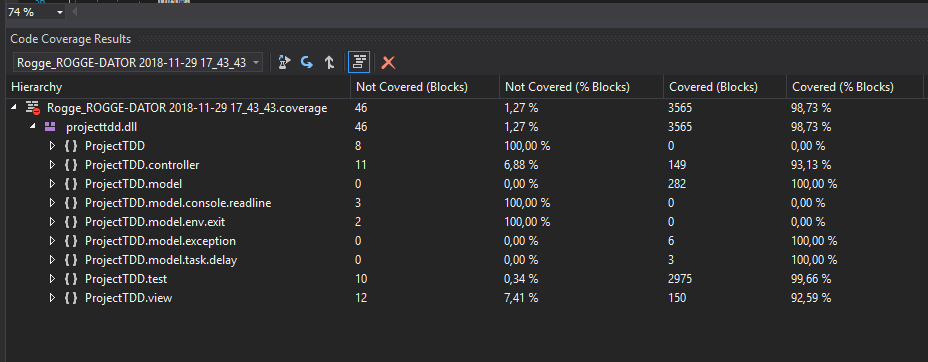 74 %
Code Coverage Results
Rogge_ROGGE-DATOR 2018-11-29 17_43_43
Hierarchy Not Covered (Blocks) Not Covered (% Blocks) Covered (Blocks) Covered (% Blocks)
Rogge_ROGGE-DATOR 2018-11-29 17_43_43.coverage 46 1,27 % 3565 98,73 %
projecttdd.dll 46 1,27 % 3565 98,73 %
{ } ProjectTDD 8 100,00 % 0 0,00 %
{ } ProjectTDD.controller 11 6,88 % 149 93,13 %
{ } ProjectTDD.model 0 0,00 % 282 100,00 %
{ } ProjectTDD.model.console.readline 3 100,00 % 0 0,00 %
{ } ProjectTDD.model.env.exit 2 100,00 % 0 0,00 %
{ } ProjectTDD.model.exception 0 0,00 % 6 100,00 %
{ } ProjectTDD.model.task.delay 0 0,00 % 3 100,00 %
{ } ProjectTDD.test 10 0,34 % 2975 99,66 %
{ } ProjectTDD.view 12 7,41 % 150 92,59 %